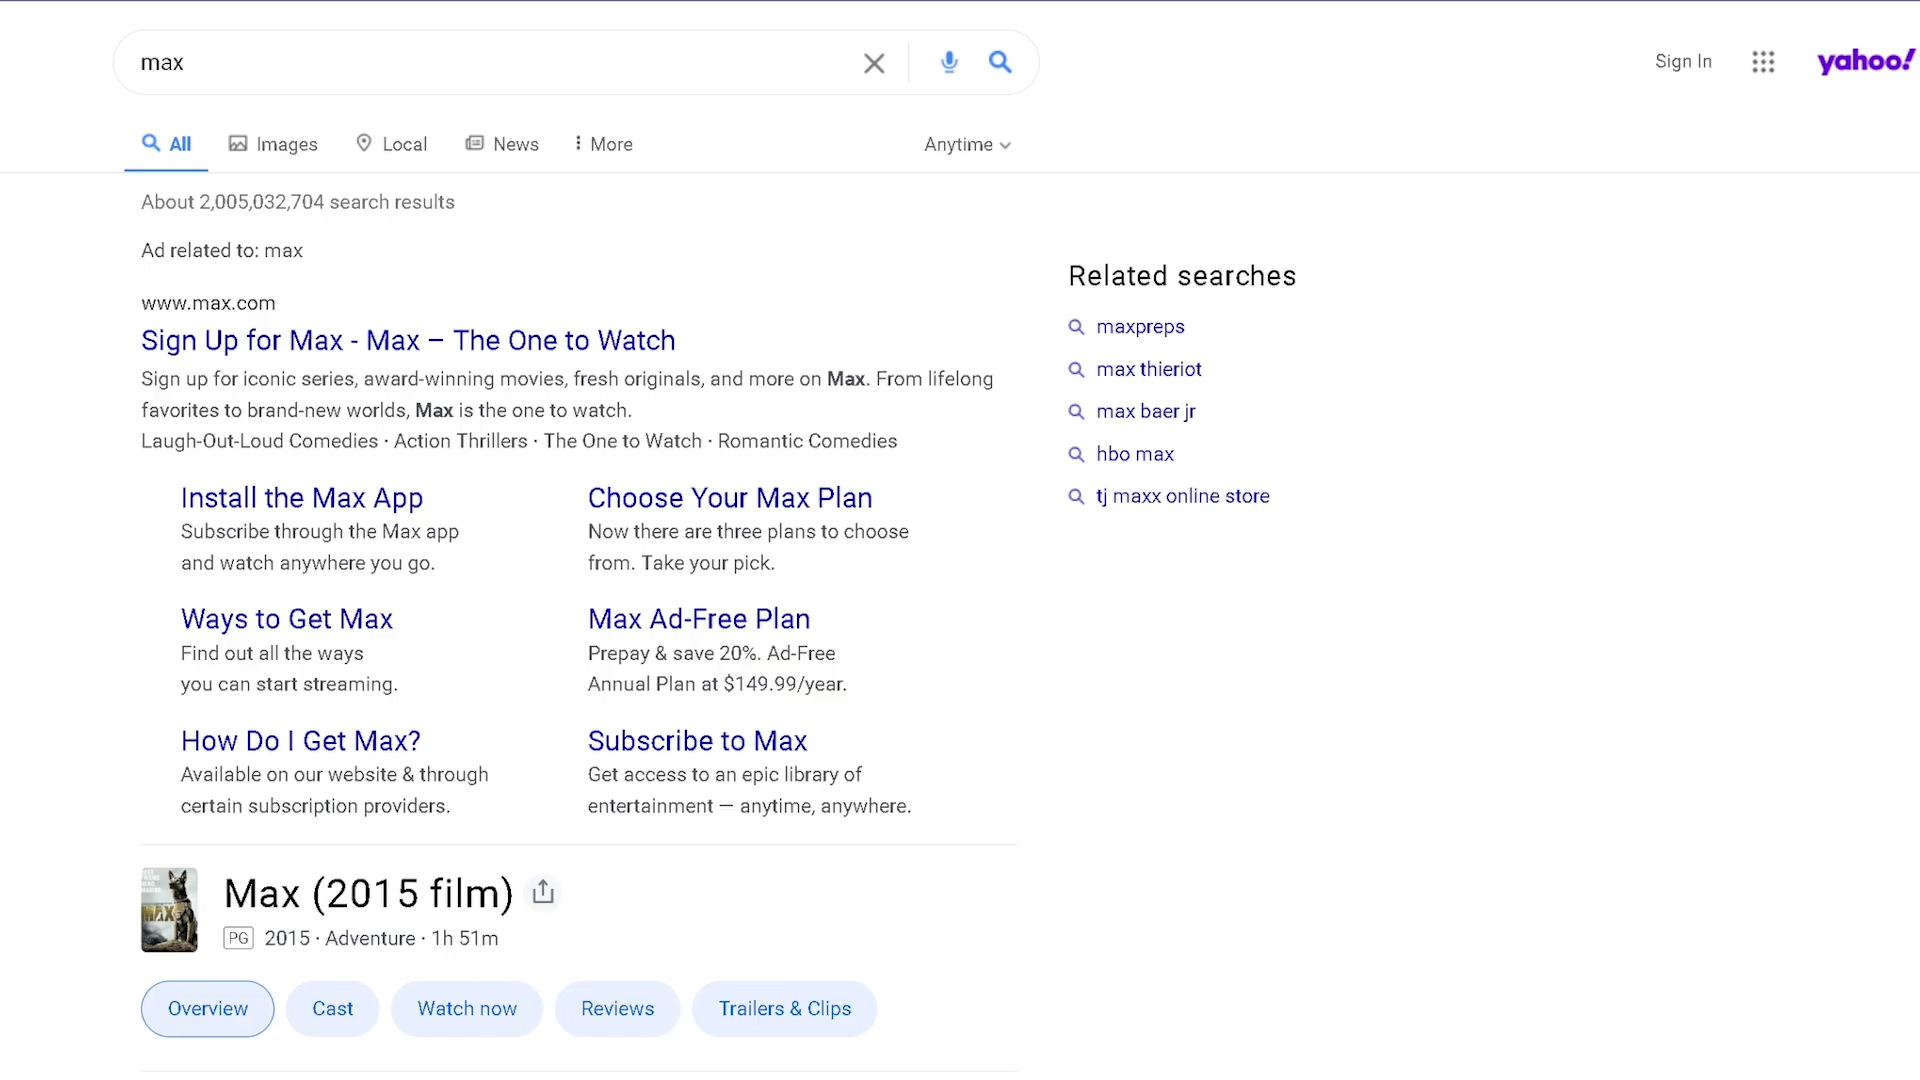 max
Sign In
yahoo!
All
Images
Local
News
More
Anytime
About 2,005,032,704 search results
Ad related to: max
www.max.com
Sign Up for Max - Max – The One to Watch
Sign up for iconic series, award-winning movies, fresh originals, and more on Max. From lifelong
favorites to brand-new worlds, Max is the one to watch.
Laugh-Out-Loud Comedies · Action Thrillers · The One to Watch · Romantic Comedies
Install the Max App
Subscribe through the Max app
and watch anywhere you go.
Choose Your Max Plan
Now there are three plans to choose
from. Take your pick.
Ways to Get Max
Find out all the ways
you can start streaming.
Max Ad-Free Plan
Prepay & save 20%. Ad-Free
Annual Plan at $149.99/year.
How Do I Get Max?
Available on our website & through
certain subscription providers.
Subscribe to Max
Get access to an epic library of
entertainment — anytime, anywhere.
Related searches
maxpreps
max thieriot
max baer jr
hbo max
tj maxx online store
MAX
Max (2015 film)
PG 2015 · Adventure · 1h 51m
Overview
Cast
Watch now
Reviews
Trailers & Clips